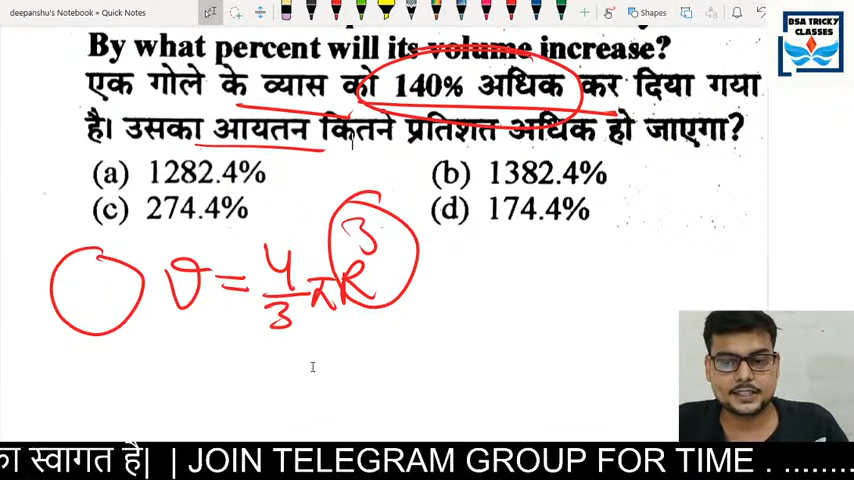 deepanshu's Notebook » Quick Notes
Shapes
BSA TRICKY
CLASSES
By what percent will its volume increase?
एक गोले के व्यास को 140% अधिक कर दिया गया
है। उसका आयतन कितने प्रतिशत अधिक हो जाएगा?
(a) 1282.4% (b) 1382.4%
(c) 274.4% (d) 174.4%
v = 4/3 πR³
का स्वागत है| | JOIN TELEGRAM GROUP FOR TIME . ........